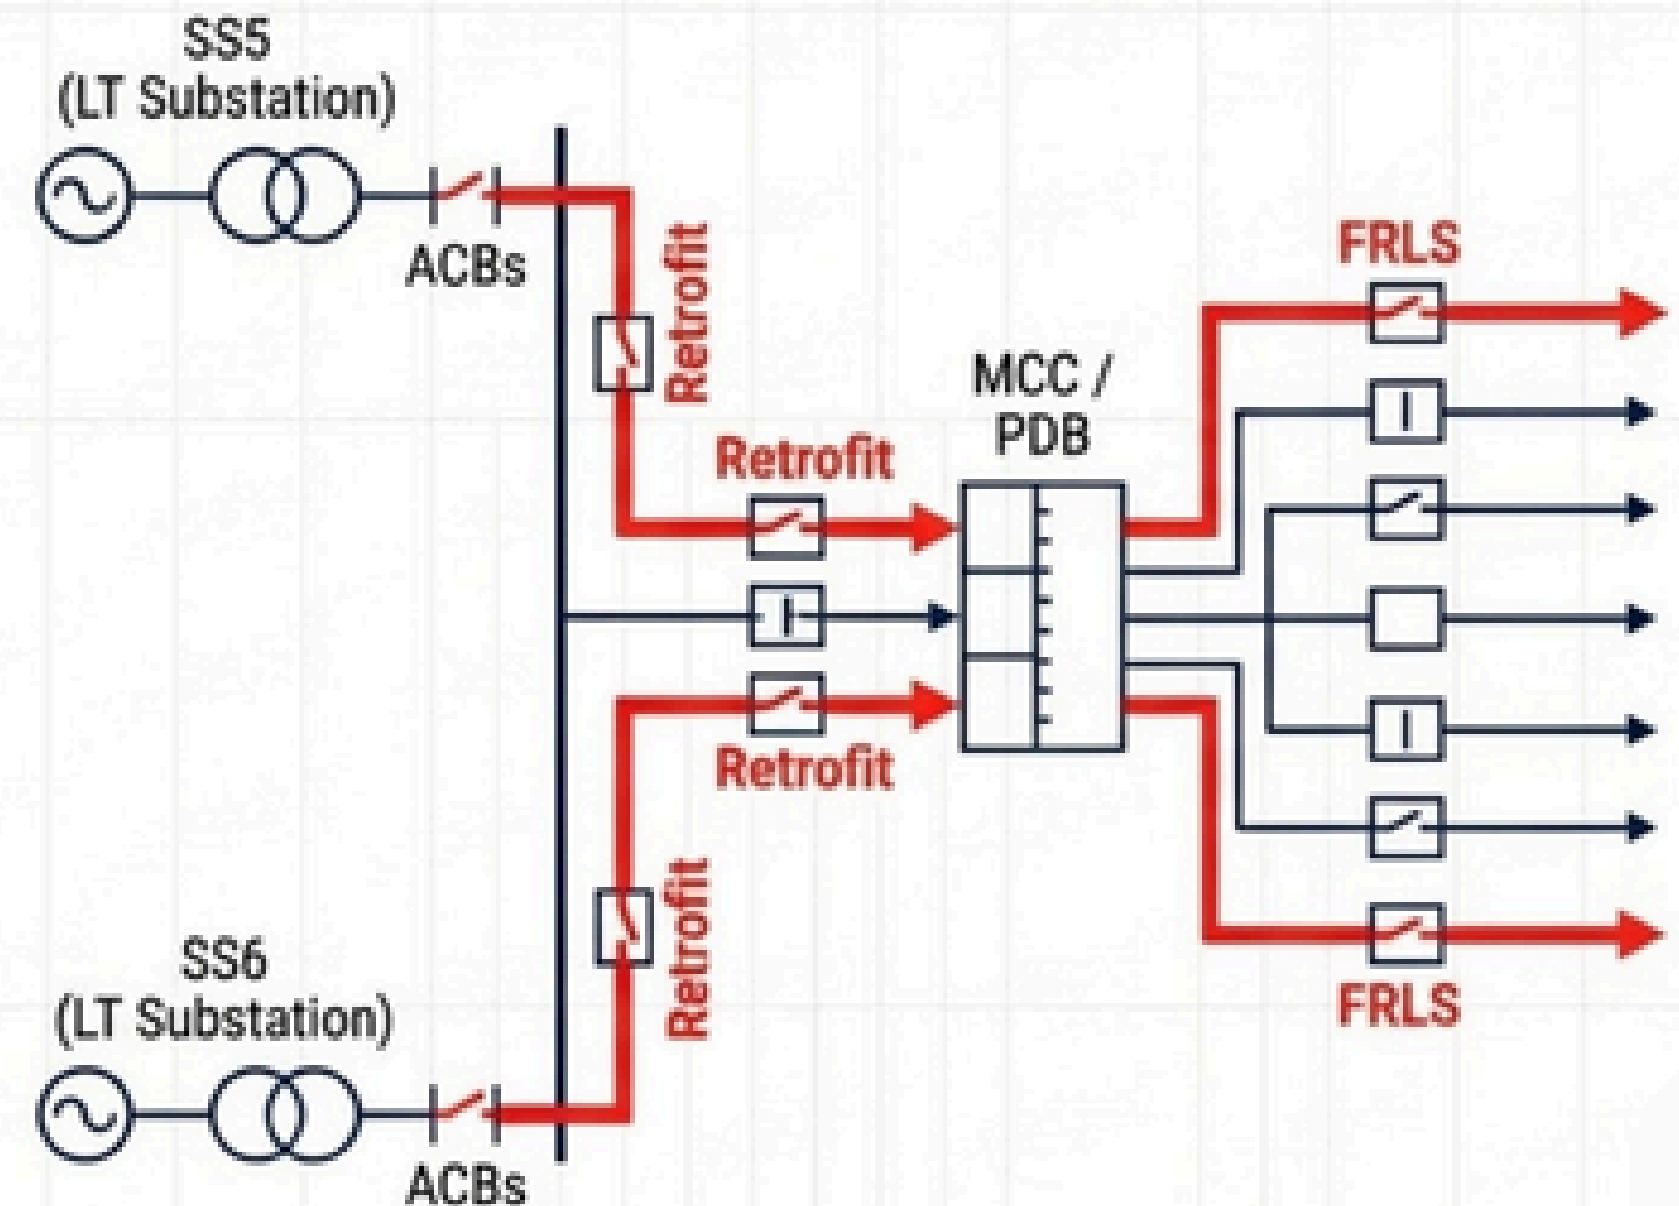 SS5
(LT Substation)
ACBs
Retrofit
Retrofit
MCC /
PDB
FRLS
Retrofit
Retrofit
SS6
(LT Substation)
ACBs
FRLS